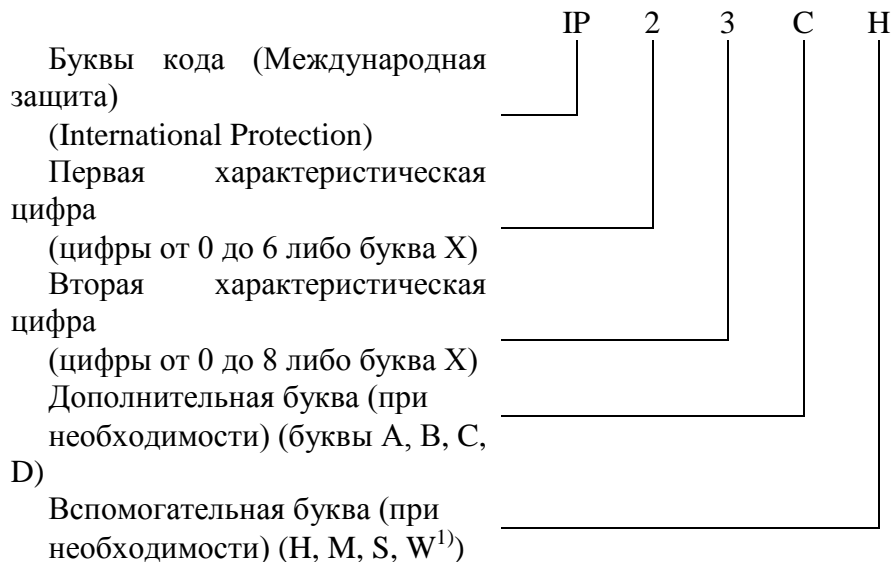 IP 2 3 C H
Буквы кода (Международная
защита)
(International Protection)
Первая характеристическая
цифра
(цифры от 0 до 6 либо буква X)
Вторая характеристическая
цифра
(цифры от 0 до 8 либо буква X)
Дополнительная буква (при
необходимости) (буквы A, B, C,
D)
Вспомогательная буква (при
необходимости) (H, M, S, W1))